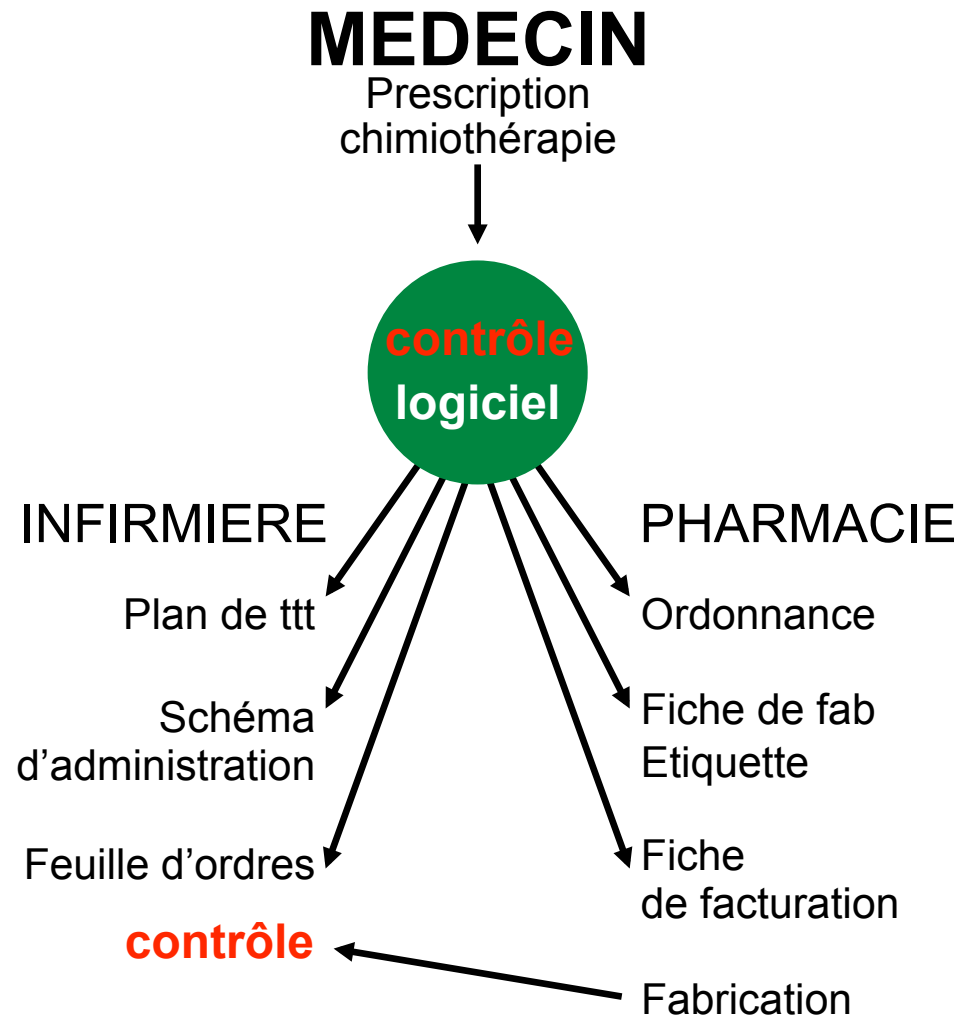 MEDECIN
Prescription
chimiothérapie
contrôle
logiciel
INFIRMIERE
Plan de ttt
Schéma
d’administration
Feuille d’ordres
contrôle
PHARMACIE
Ordonnance
Fiche de fab
Etiquette
Fiche
de facturation
Fabrication